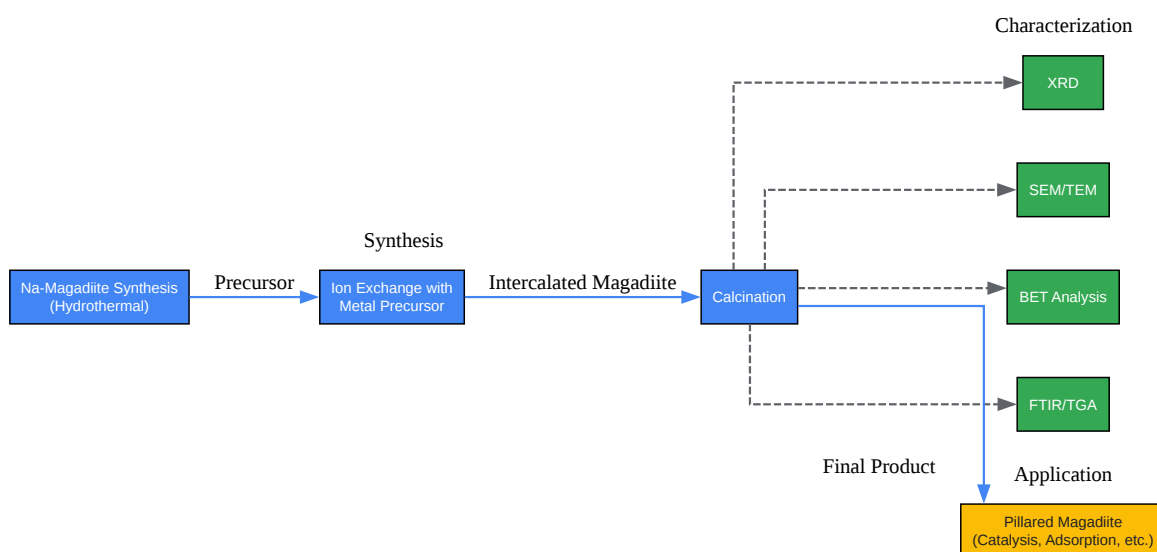 Characterization
XRD
SEM/TEM
Synthesis
Na-Magadiite Synthesis
(Hydrothermal)
Precursor
Ion Exchange with
Metal Precursor
Intercalated Magadiite
Calcination
BET Analysis
FTIR/TGA
Final Product
Application
Pillared Magadiite
(Catalysis, Adsorption, etc.)